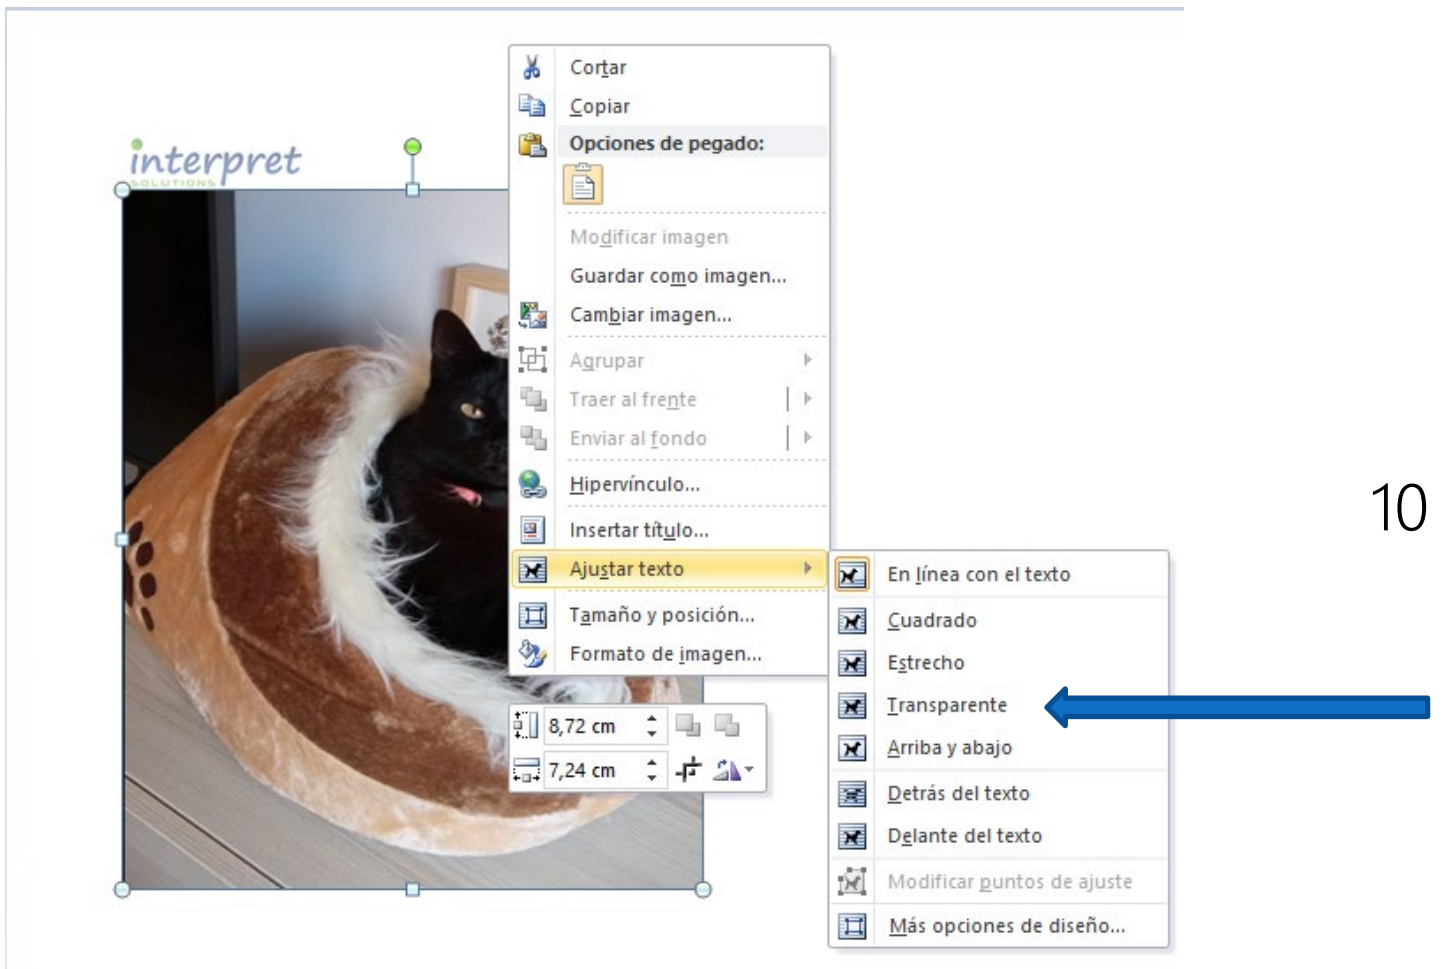 interpret
SOLUTIONS
Cortar
Copiar
Opciones de pegado:
Modificar imagen
Guardar como imagen...
Cambiar imagen...
Agrupar
Traer al frente
Enviar al fondo
Hipervínculo...
Insertar título...
Ajustar texto
Tamaño y posición...
Formato de imagen...
8,72 cm
7,24 cm
En línea con el texto
Cuadrado
Estrecho
Transparente
Arriba y abajo
Detrás del texto
Delante del texto
Modificar puntos de ajuste
Más opciones de diseño...
10